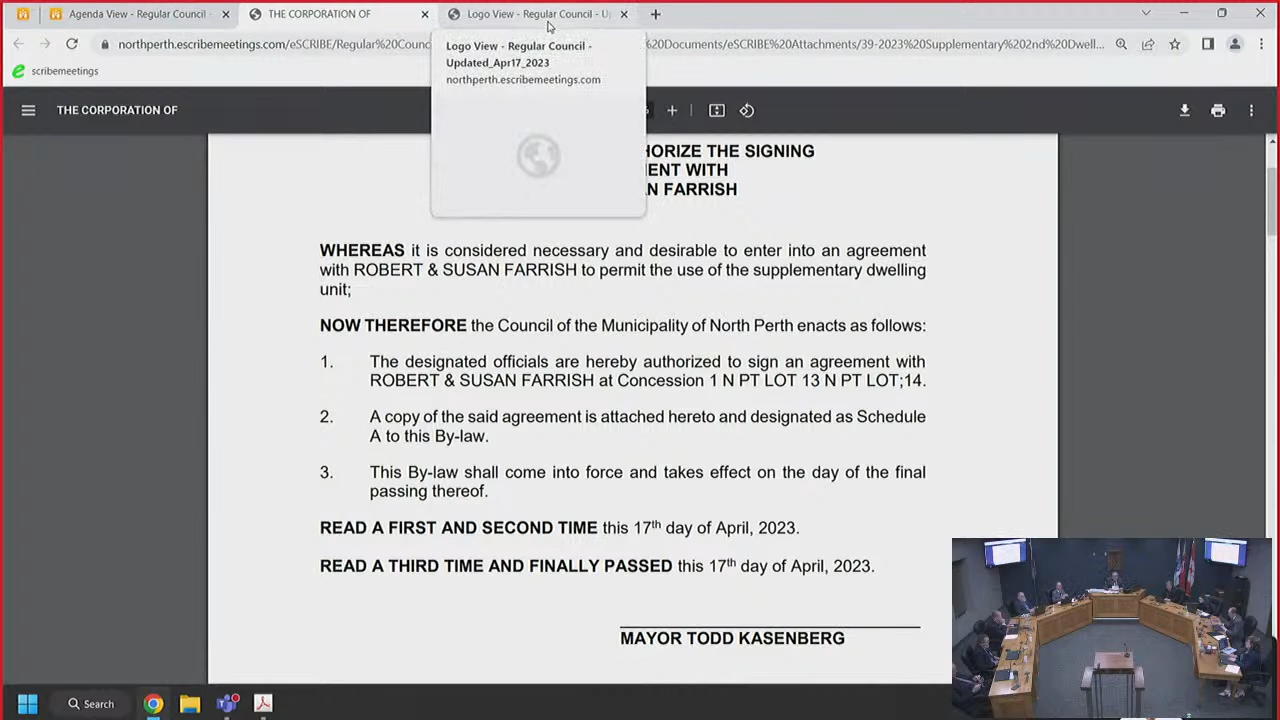 Agenda View - Regular Council -
THE CORPORATION OF
Logo View - Regular Council - U
northperth.escribemeetings.com/eSCRIBE/Regular%20Counc
%20Documents/eSCRIBE%20Attachments/39-2023%20Supplementary%202nd%20Dwell...
Logo View - Regular Council -
Updated_Apr17_2023
northperth.escribemeetings.com
scribemeetings
THE CORPORATION OF
HORIZE THE SIGNING
ENT WITH
N FARRISH
WHEREAS it is considered necessary and desirable to enter into an agreement
with ROBERT & SUSAN FARRISH to permit the use of the supplementary dwelling
unit;
NOW THEREFORE the Council of the Municipality of North Perth enacts as follows:
1. The designated officials are hereby authorized to sign an agreement with
ROBERT & SUSAN FARRISH at Concession 1 N PT LOT 13 N PT LOT;14.
2. A copy of the said agreement is attached hereto and designated as Schedule
A to this By-law.
3. This By-law shall come into force and takes effect on the day of the final
passing thereof.
READ A FIRST AND SECOND TIME this 17th day of April, 2023.
READ A THIRD TIME AND FINALLY PASSED this 17th day of April, 2023.
MAYOR TODD KASENBERG
Search